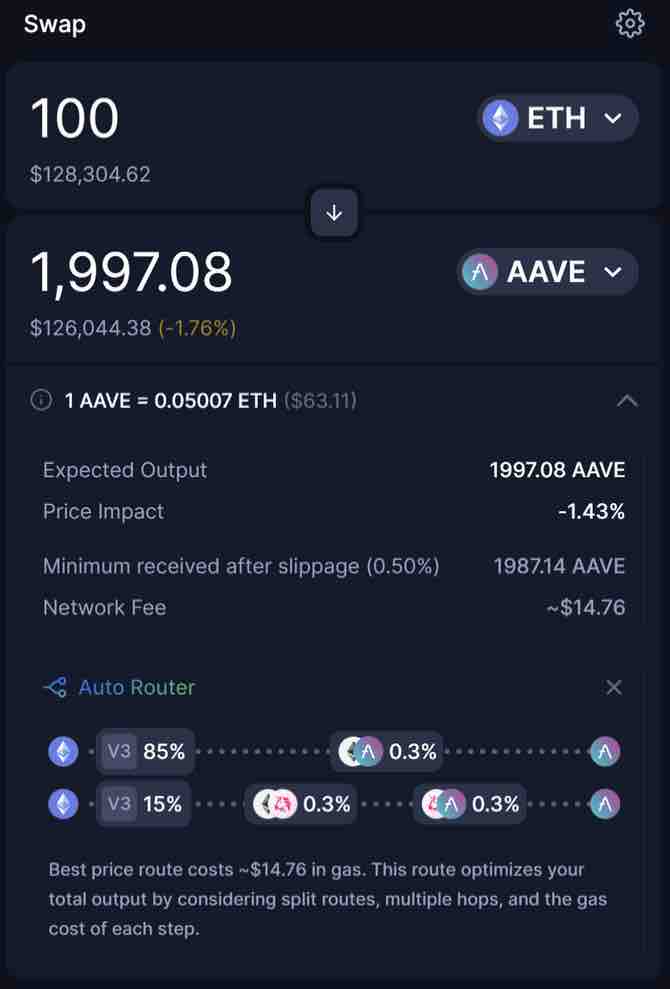 Swap
100
ETH
$128,304.62
1,997.08
AAVE
$126,044.38 (-1.76%)
1 AAVE = 0.05007 ETH ($63.11)
Expected Output 1997.08 AAVE
Price Impact -1.43%
Minimum received after slippage (0.50%) 1987.14 AAVE
Network Fee ~$14.76
Auto Router
V3 85% 0.3%
V3 15% 0.3% 0.3%
Best price route costs ~$14.76 in gas. This route optimizes your
total output by considering split routes, multiple hops, and the gas
cost of each step.